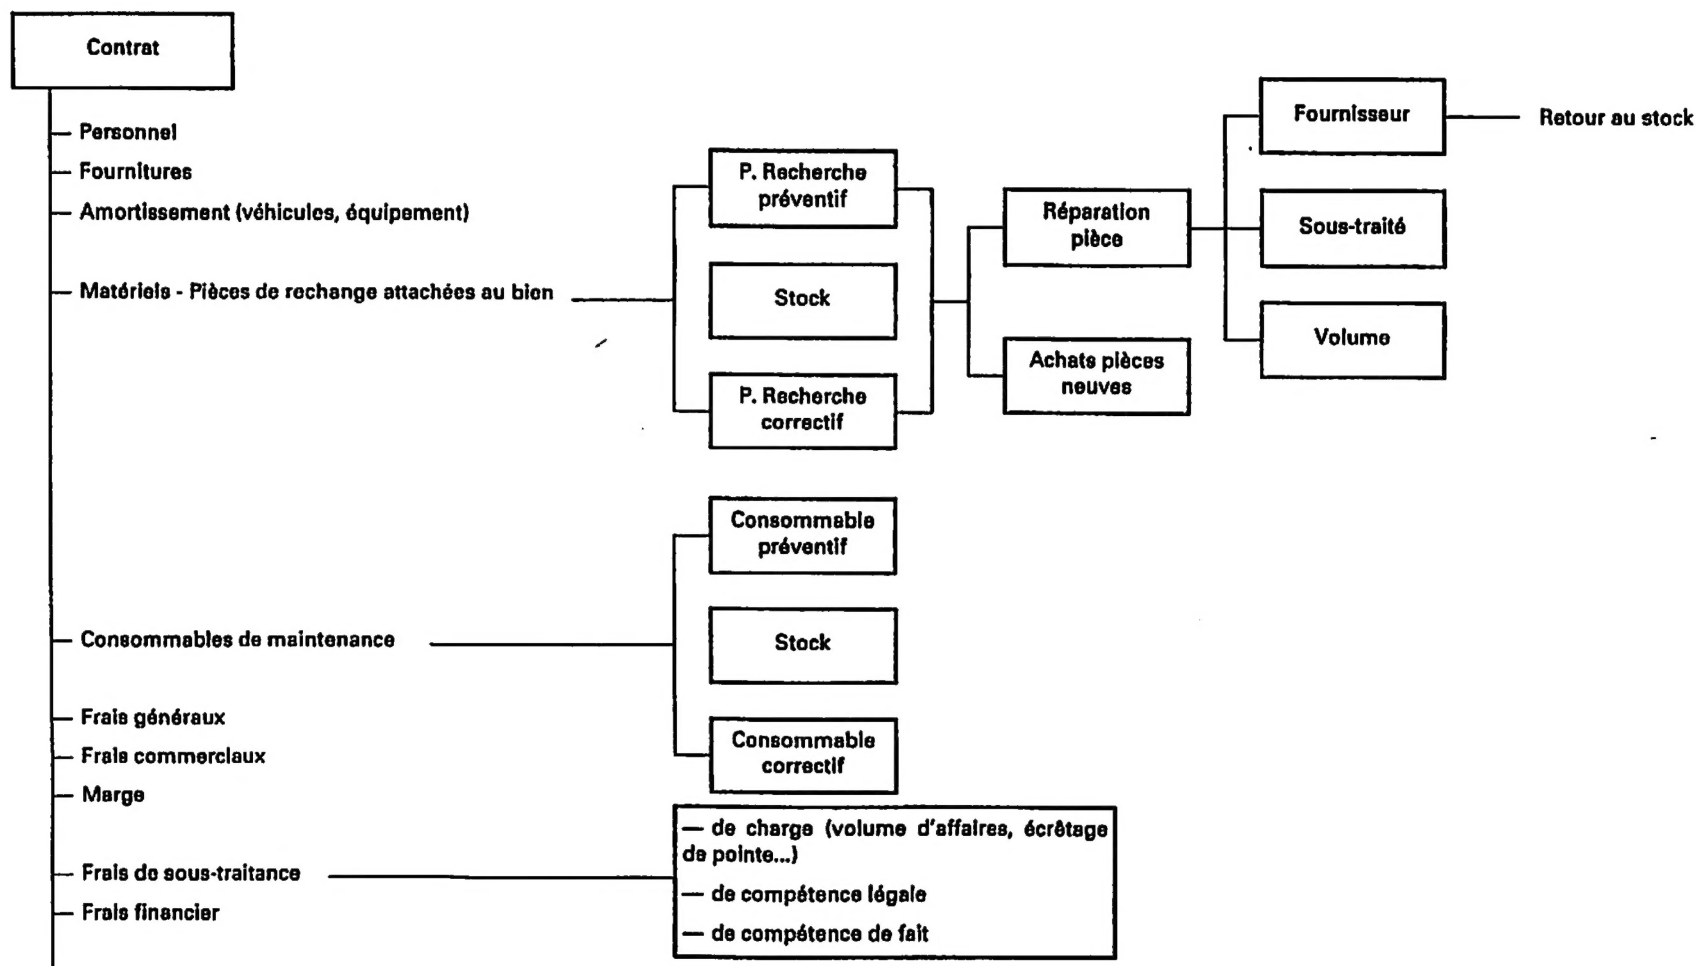 Contrat
Personnel
Fournitures
Amortissement (véhicules, équipement)
Matériels - Pièces de rechange attachées au bien
P. Recherche
préventif
Stock
P. Recherche
correctif
Réparation
pièce
Achats pièces
neuves
Fournisseur
Retour au stock
Sous-traité
Volume
Consommables de maintenance
Consommable
préventif
Stock
Consommable
correctif
Frais généraux
Frais commerciaux
Marge
Frais de sous-traitance
— de charge (volume d'affaires, écrêtage
de pointe...)
— de compétence légale
— de compétence de fait
Frais financier